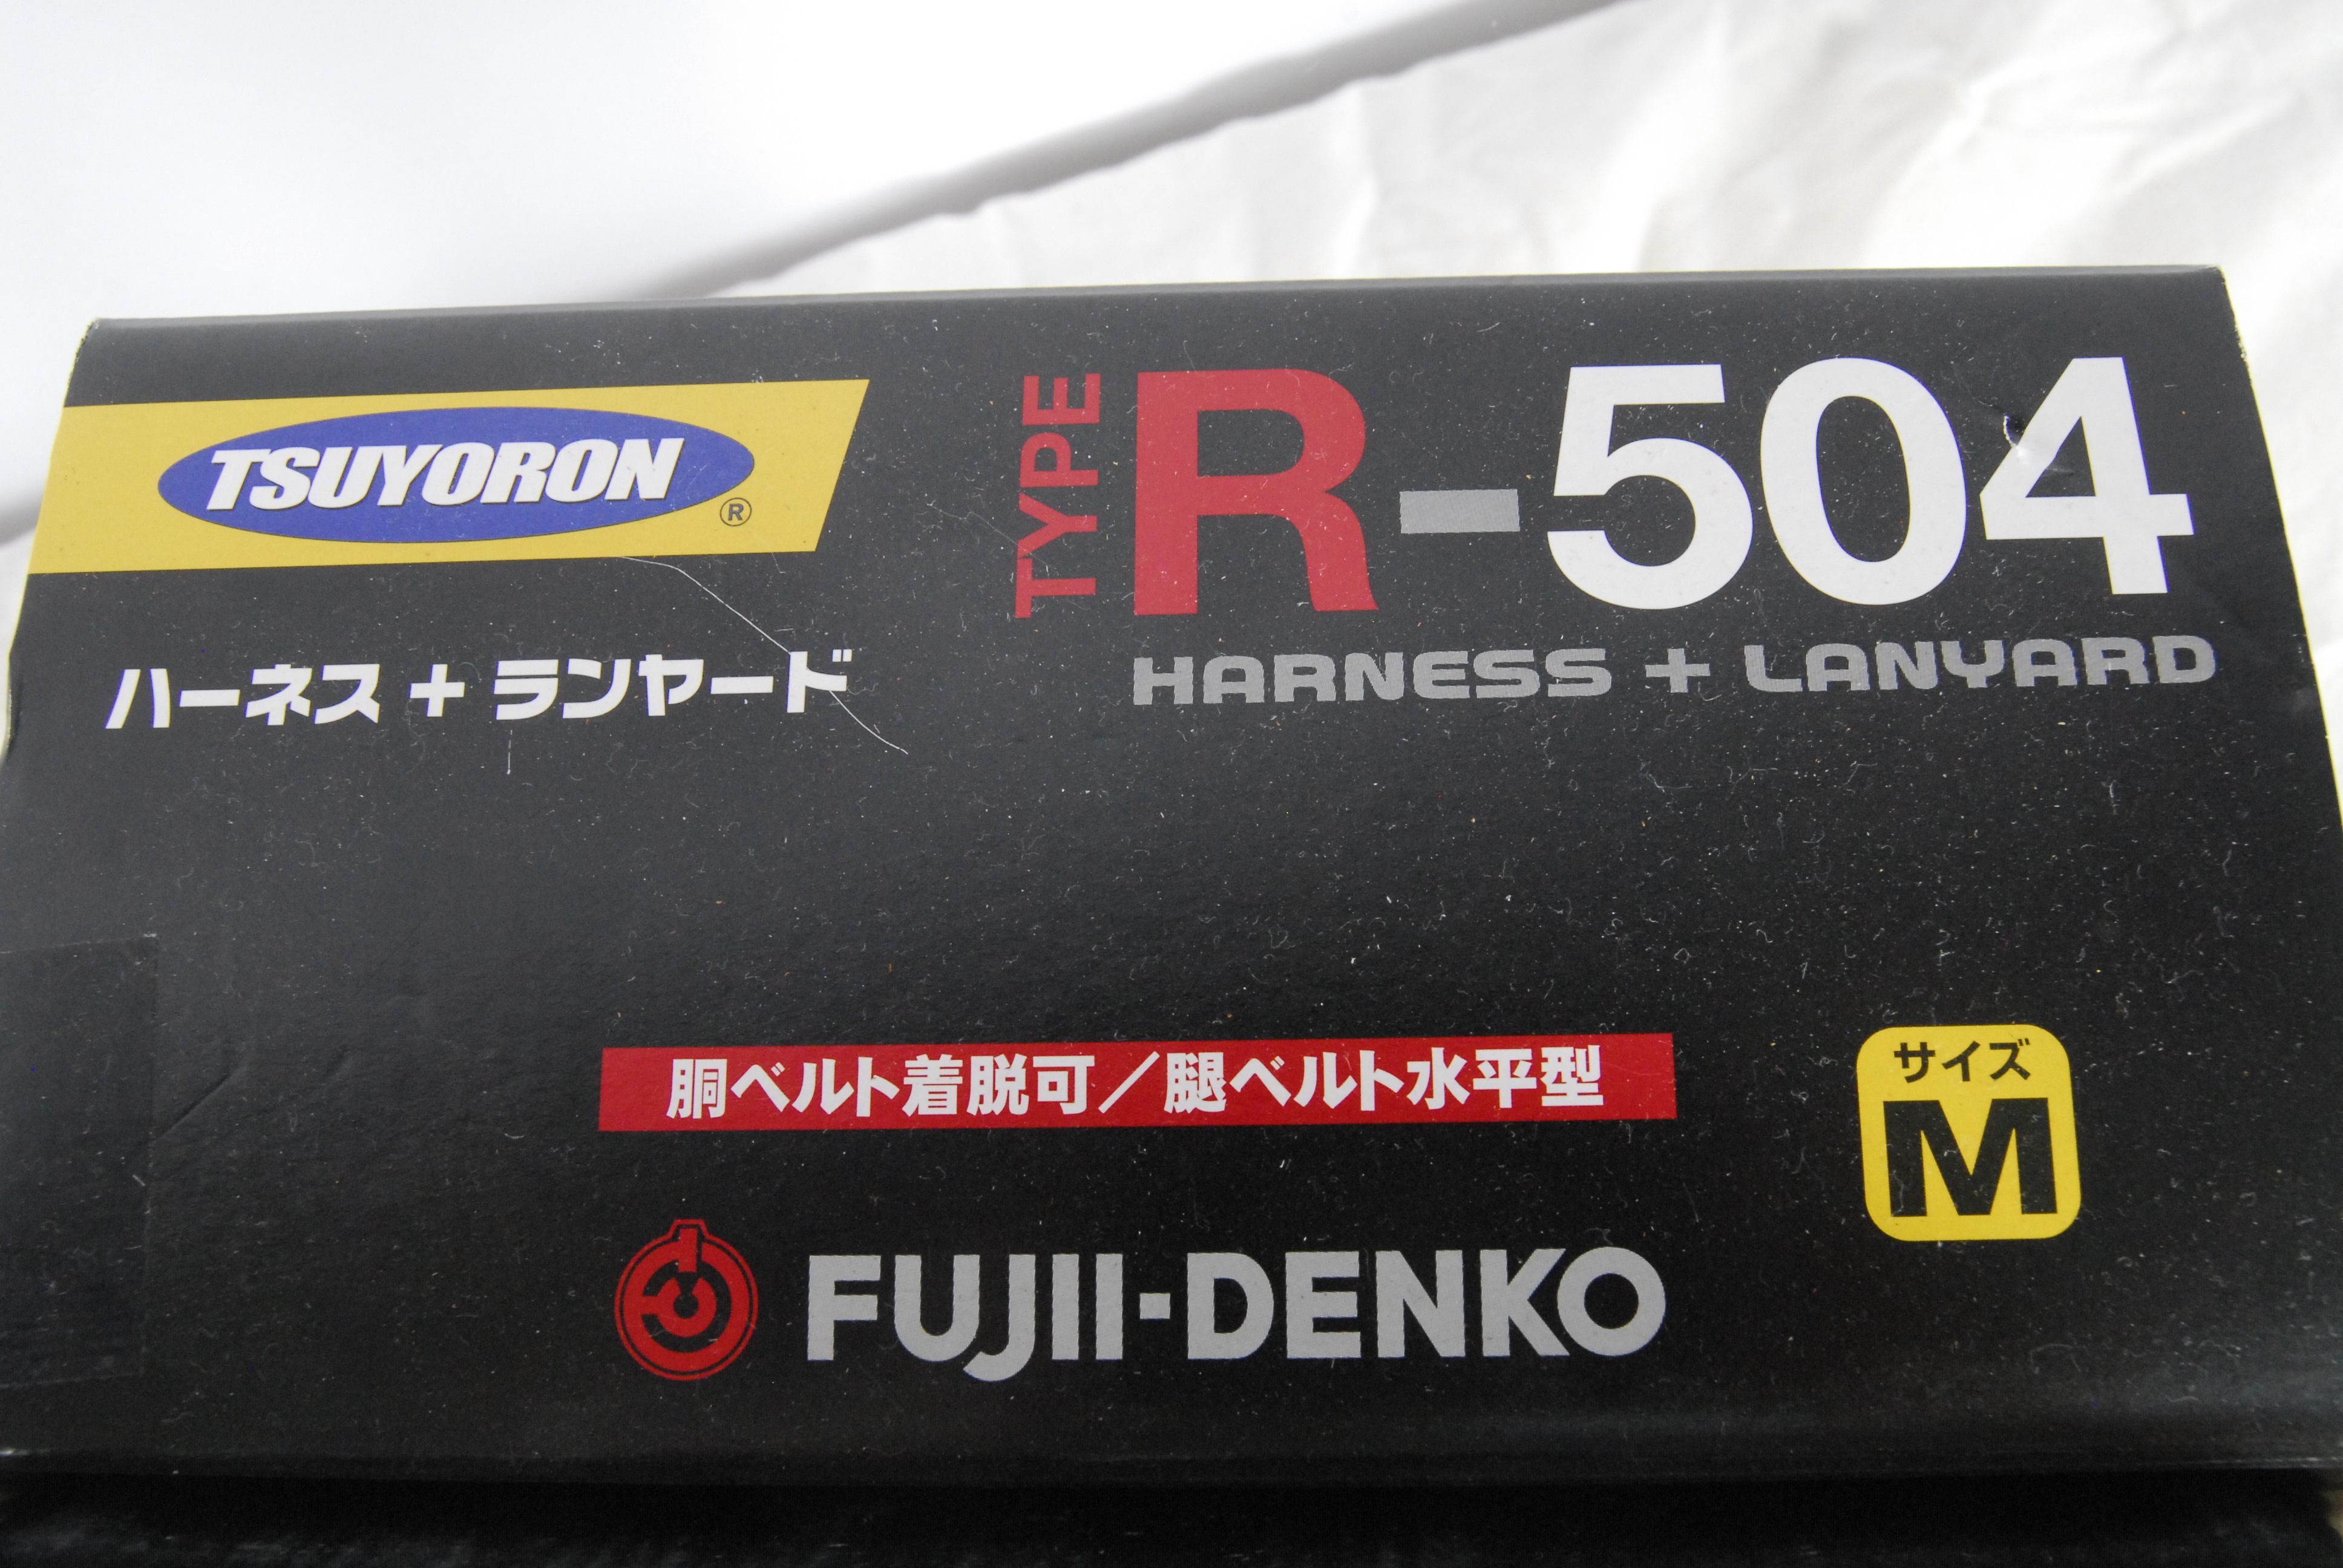 TSUYORON ®
TYPE R-504
ハーネス + ランヤード
HARNESS + LANYARD
胴ベルト着脱可／腿ベルト水平型
サイズ
M
FUJII-DENKO